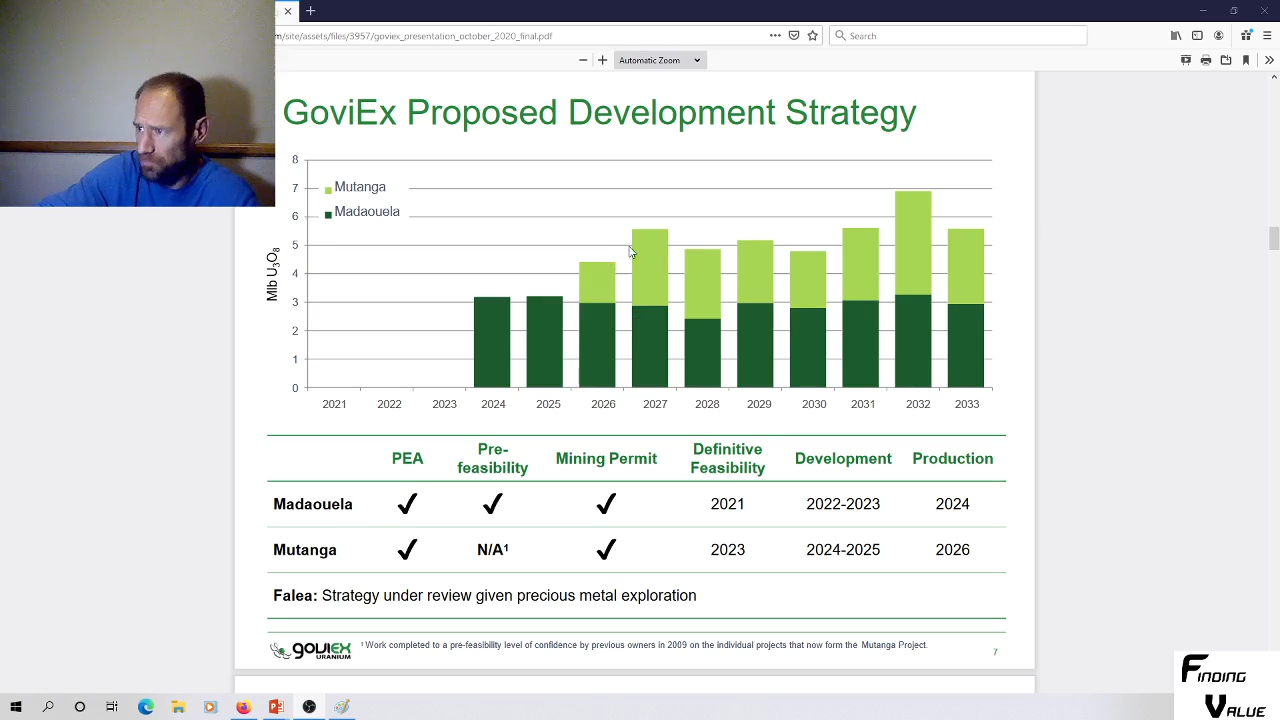 m/site/assets/files/3957/goviex_presentation_october_2020_final.pdf
Search
Automatic Zoom
GoviEx Proposed Development Strategy
8
7
6
5
4
3
2
1
0
Mlb U₃O₈
Mutanga
Madaouela
2021 2022 2023 2024 2025 2026 2027 2028 2029 2030 2031 2032 2033
PEA Pre-feasibility Mining Permit Definitive Feasibility Development Production
Madaouela ✓ ✓ ✓ 2021 2022-2023 2024
Mutanga ✓ N/A¹ ✓ 2023 2024-2025 2026
Falea: Strategy under review given precious metal exploration
GOVIEX
URANIUM
¹ Work completed to a pre-feasibility level of confidence by previous owners in 2009 on the individual projects that now form the Mutanga Project.
7
FINDING
VALUE